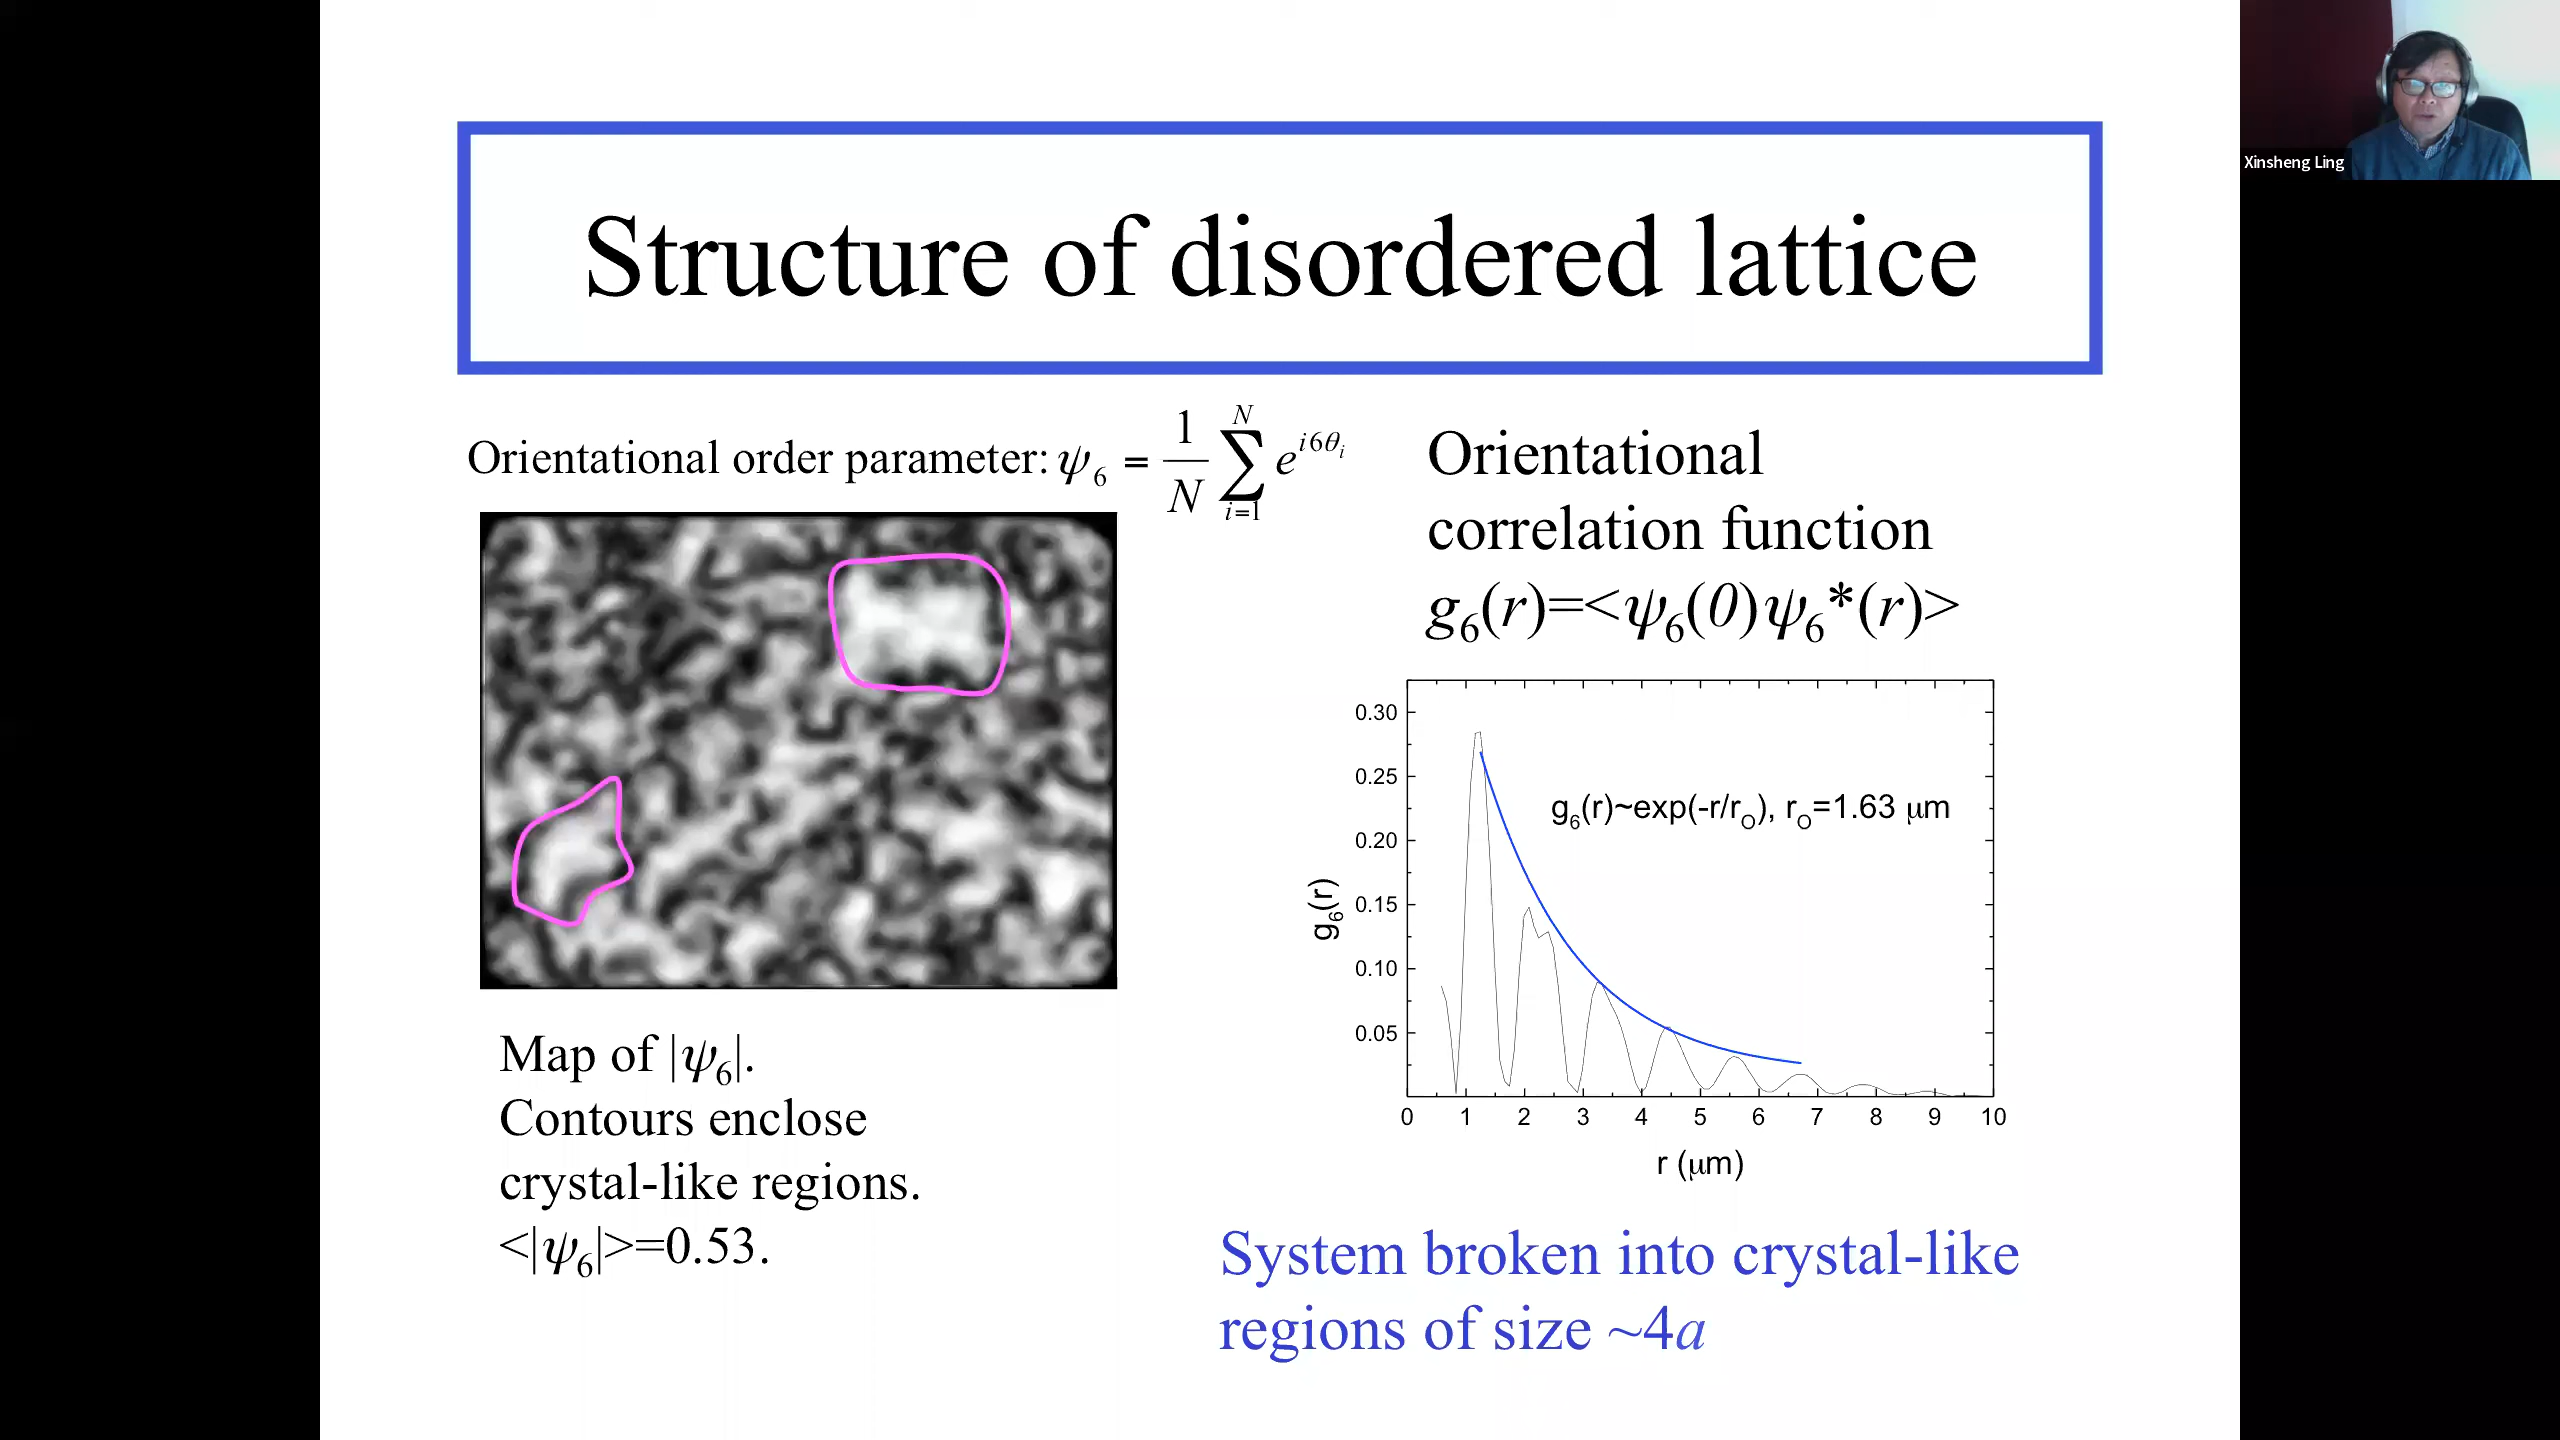 Structure of disordered lattice
Orientational order parameter: ψ₆ = 1/N Σ_{i=1}^{N} e^{i6θ_i}
Map of |ψ₆|.
Contours enclose
crystal-like regions.
<|ψ₆|>=0.53.
Orientational
correlation function
g₆(r)=<ψ₆(0)ψ₆*(r)>
g₆(r)~exp(-r/r_O), r_O=1.63 μm
g₆(r)
0.30
0.25
0.20
0.15
0.10
0.05
0 1 2 3 4 5 6 7 8 9 10
r (μm)
System broken into crystal-like
regions of size ~4a
Xinsheng Ling